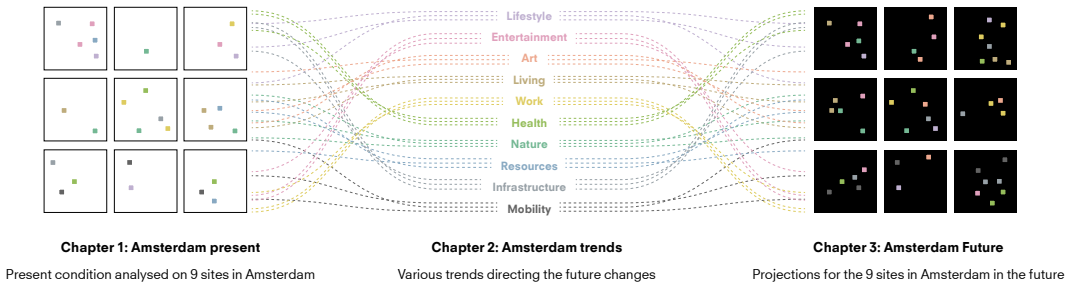 Lifestyle
Entertainment
Art
Living
Work
Health
Nature
Resources
Infrastructure
Mobility
Chapter 1: Amsterdam present
Present condition analysed on 9 sites in Amsterdam
Chapter 2: Amsterdam trends
Various trends directing the future changes
Chapter 3: Amsterdam Future
Projections for the 9 sites in Amsterdam in the future